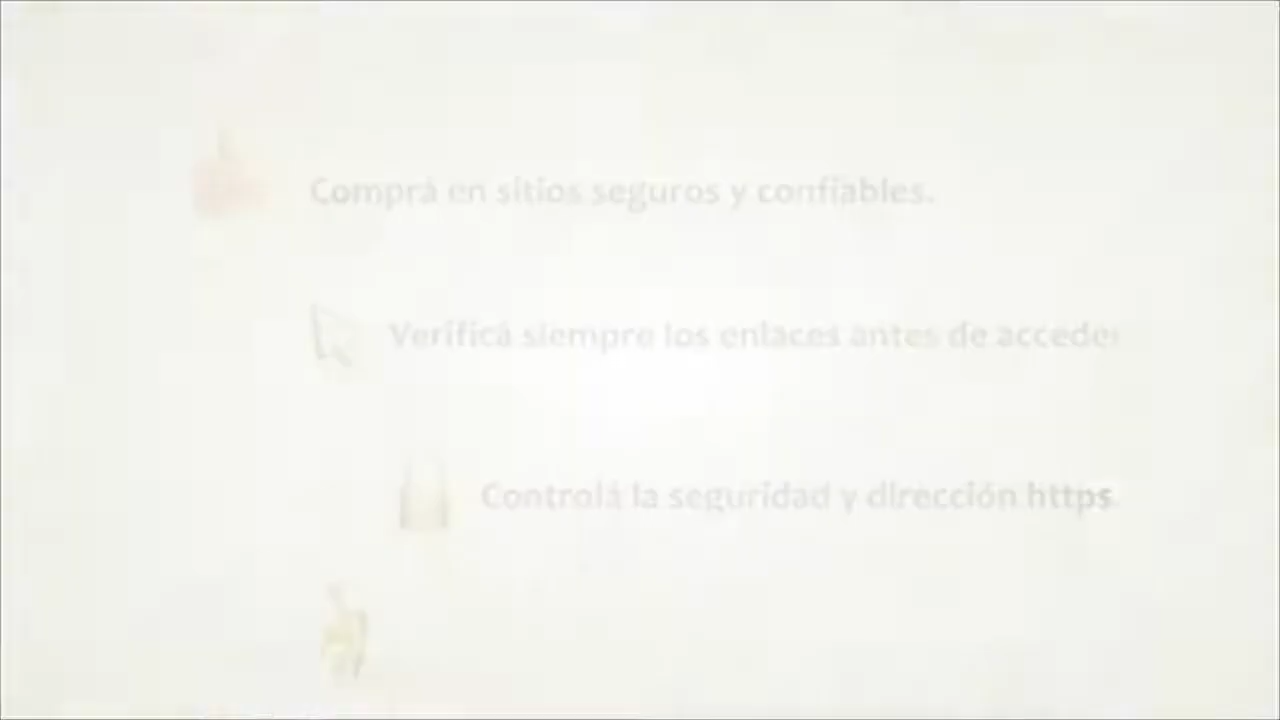 Comprá en sitios seguros y confiables.
Verificá siempre los enlaces antes de acceder
Controlá la seguridad y dirección https